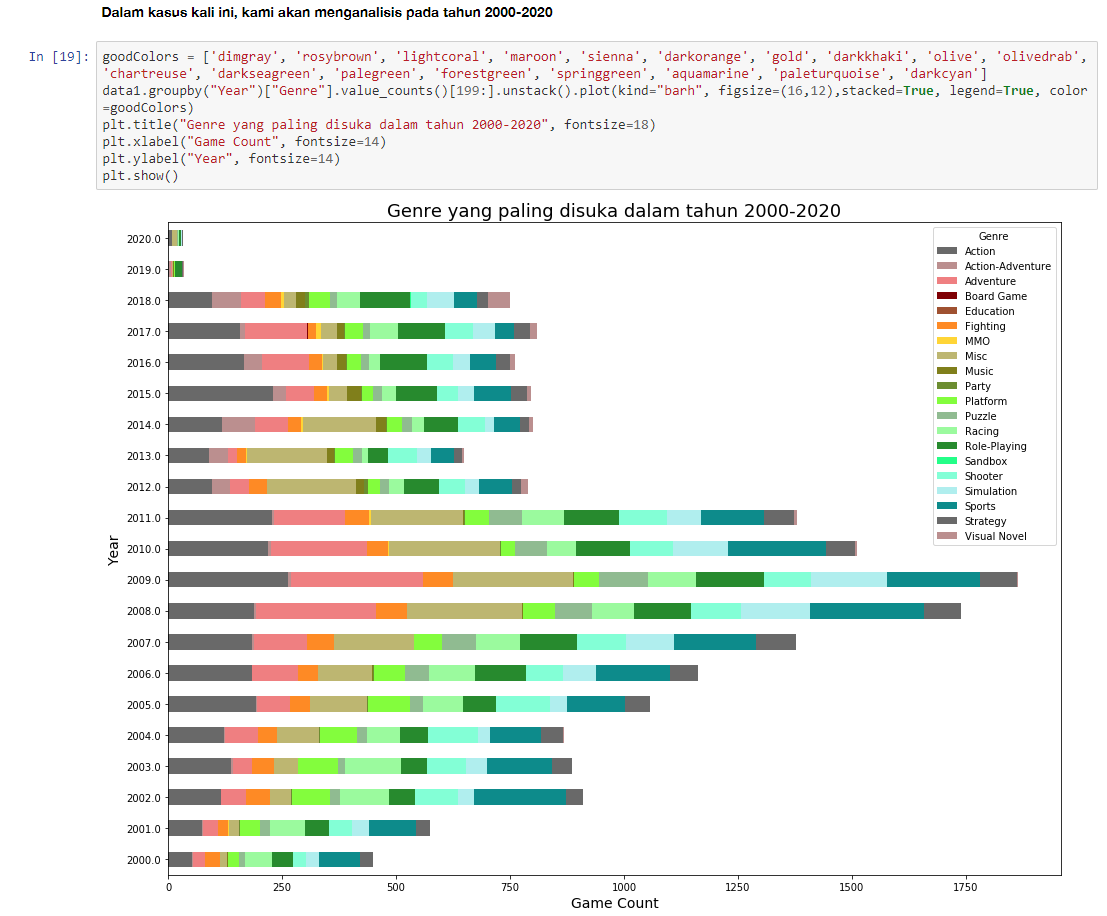 Dalam kasus kali ini, kami akan menganalisis pada tahun 2000-2020
In [19]:
goodColors = ['dimgray', 'rosybrown', 'lightcoral', 'maroon', 'sienna', 'darkorange', 'gold', 'darkkhaki', 'olive', 'olivedrab',
'chartreuse', 'darkseagreen', 'palegreen', 'forestgreen', 'springgreen', 'aquamarine', 'paleturquoise', 'darkcyan']
data1.groupby("Year")["Genre"].value_counts()[199:].unstack().plot(kind="barh", figsize=(16,12),stacked=True, legend=True, color
=goodColors)
plt.title("Genre yang paling disuka dalam tahun 2000-2020", fontsize=18)
plt.xlabel("Game Count", fontsize=14)
plt.ylabel("Year", fontsize=14)
plt.show()
Genre yang paling disuka dalam tahun 2000-2020
2020.0
2019.0
2018.0
2017.0
2016.0
2015.0
2014.0
2013.0
2012.0
2011.0
2010.0
2009.0
2008.0
2007.0
2006.0
2005.0
2004.0
2003.0
2002.0
2001.0
2000.0
Year
Genre
Action
Action-Adventure
Adventure
Board Game
Education
Fighting
MMO
Misc
Music
Party
Platform
Puzzle
Racing
Role-Playing
Sandbox
Shooter
Simulation
Sports
Strategy
Visual Novel
0 250 500 750 1000 1250 1500 1750
Game Count